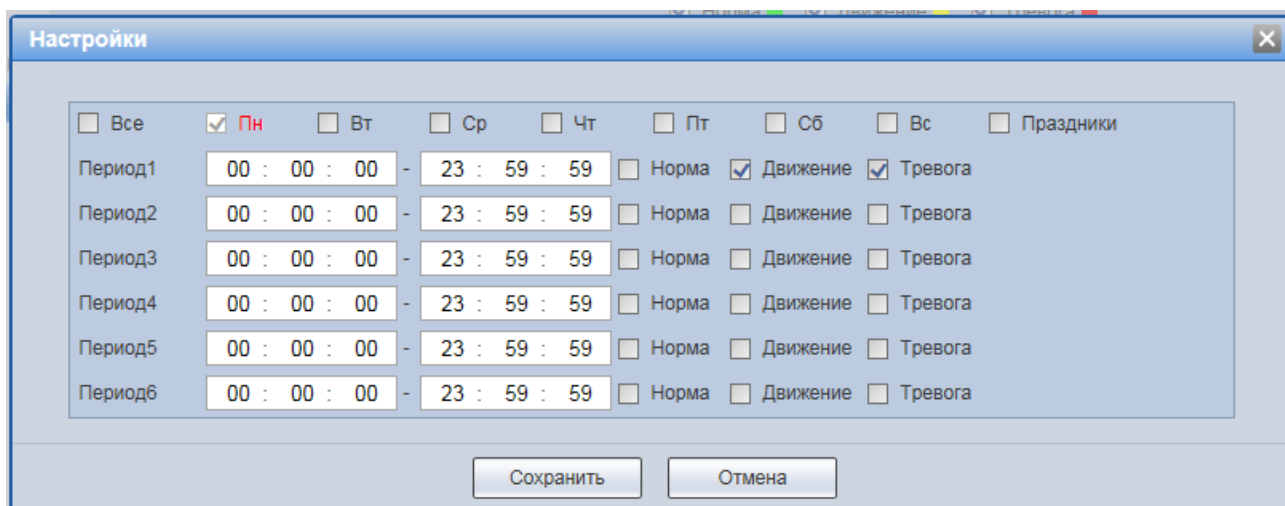 Норма Движение Тревога
Настройки
Все Пн Вт Ср Чт Пт Сб Вс Праздники
Период1 00 : 00 : 00 - 23 : 59 : 59 Норма Движение Тревога
Период2 00 : 00 : 00 - 23 : 59 : 59 Норма Движение Тревога
Период3 00 : 00 : 00 - 23 : 59 : 59 Норма Движение Тревога
Период4 00 : 00 : 00 - 23 : 59 : 59 Норма Движение Тревога
Период5 00 : 00 : 00 - 23 : 59 : 59 Норма Движение Тревога
Период6 00 : 00 : 00 - 23 : 59 : 59 Норма Движение Тревога
Сохранить Отмена